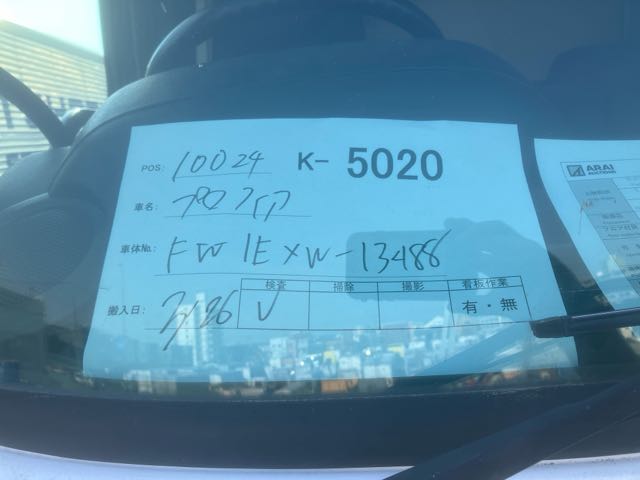 POS: 10024 K- 5020
車名: プロフィア
車体No.: FW1EXW-13488
検査 掃除 撮影 看板作業
搬入日: 2/26 V 有・無
ARAI
AUCTIONS